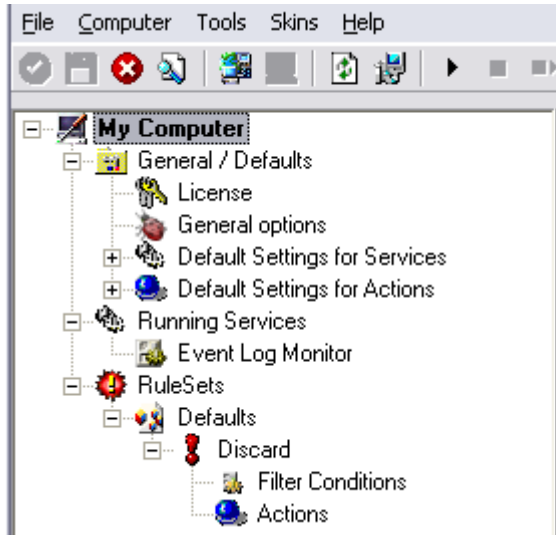 File Computer Tools Skins Help
My Computer
General / Defaults
License
General options
Default Settings for Services
Default Settings for Actions
Running Services
Event Log Monitor
RuleSets
Defaults
Discard
Filter Conditions
Actions